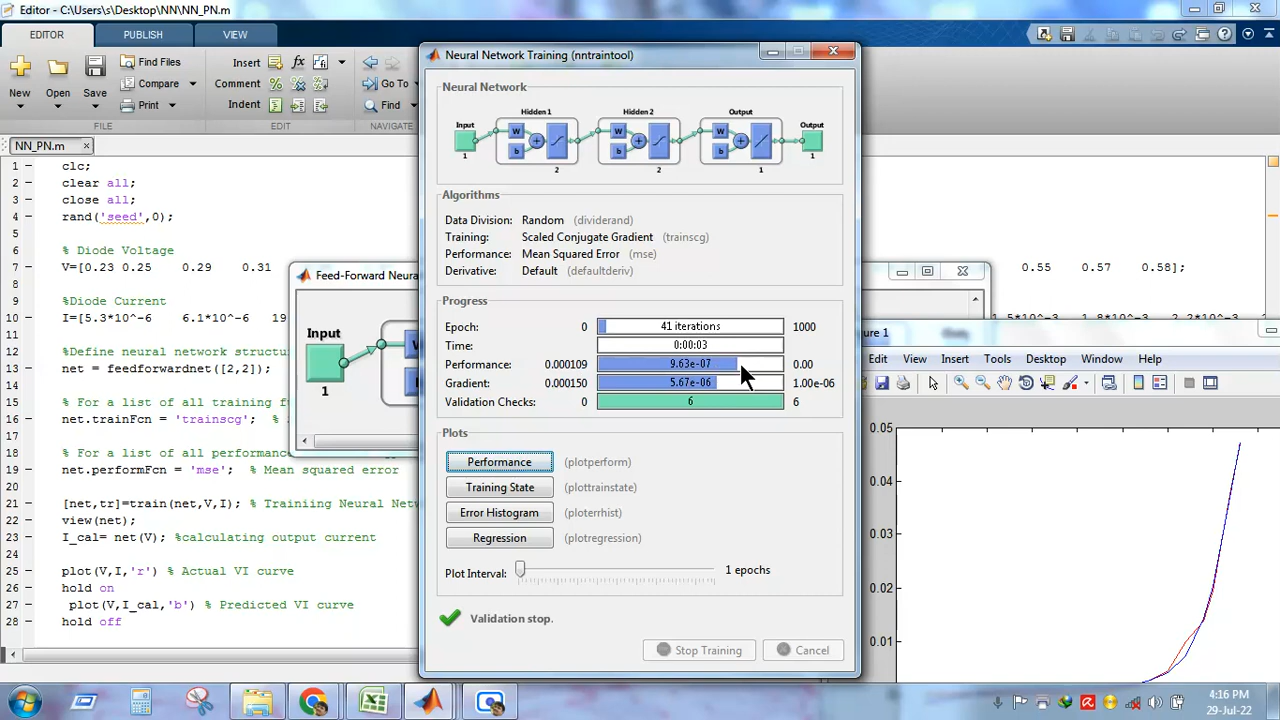 Editor - C:\Users\s\Desktop\NN\NN_PN.m
EDITOR PUBLISH VIEW
New Open Save
Find Files
Compare
Print
Insert fx
Comment
Indent
Go To
Find
FILE EDIT NAVIGATE
NN_PN.m
1 clc;
2 clear all;
3 close all;
4 rand('seed',0);
5
6 % Diode Voltage
7 V=[0.23 0.25 0.29 0.31 0.55 0.57 0.58];
8
9 %Diode Current
10 I=[5.3*10^-6 6.1*10^-6 19 1.8*10^-2
11
12 %Define neural network structu
13 net = feedforwardnet([2,2]);
14
15 % For a list of all training fu
16 net.trainFcn = 'trainscg'; %
17
18 % For a list of all performanc
19 net.performFcn = 'mse'; % Mean squared error
20
21 [net,tr]=train(net,V,I); % Trainiing Neural Netw
22 view(net);
23 I_cal= net(V); %calculating output current
24
25 plot(V,I,'r') % Actual VI curve
26 hold on
27 plot(V,I_cal,'b') % Predicted VI curve
28 hold off
Feed-Forward Neura
Input
1
W
b
Neural Network Training (nntraintool)
Neural Network
Hidden 1 Hidden 2 Output
Input W b W b W b Output
1 2 2 1 1
Algorithms
Data Division: Random (dividerand)
Training: Scaled Conjugate Gradient (trainscg)
Performance: Mean Squared Error (mse)
Derivative: Default (defaultderiv)
Progress
Epoch: 0 41 iterations 1000
Time: 0:00:03
Performance: 0.000109 9.63e-07 0.00
Gradient: 0.000150 5.67e-06 1.00e-06
Validation Checks: 0 6 6
Plots
Performance (plotperform)
Training State (plottrainstate)
Error Histogram (ploterrhist)
Regression (plotregression)
Plot Interval: 1 epochs
Validation stop.
Stop Training Cancel
ure 1
dit View Insert Tools Desktop Window Help
0.05
0.04
0.03
0.02
0.01
4:16 PM
29-Jul-22